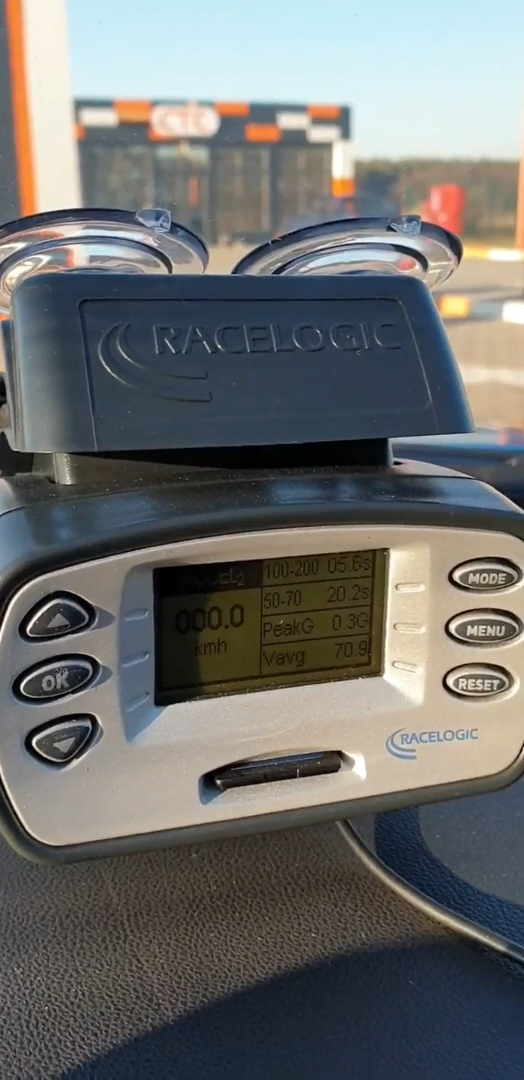 RACELOGIC
100-200 05.6s
50-70 20.2s
000.0
kmh
PeakG 0.3G
Vavg 70.9
OK
MODE
MENU
RESET
RACELOGIC